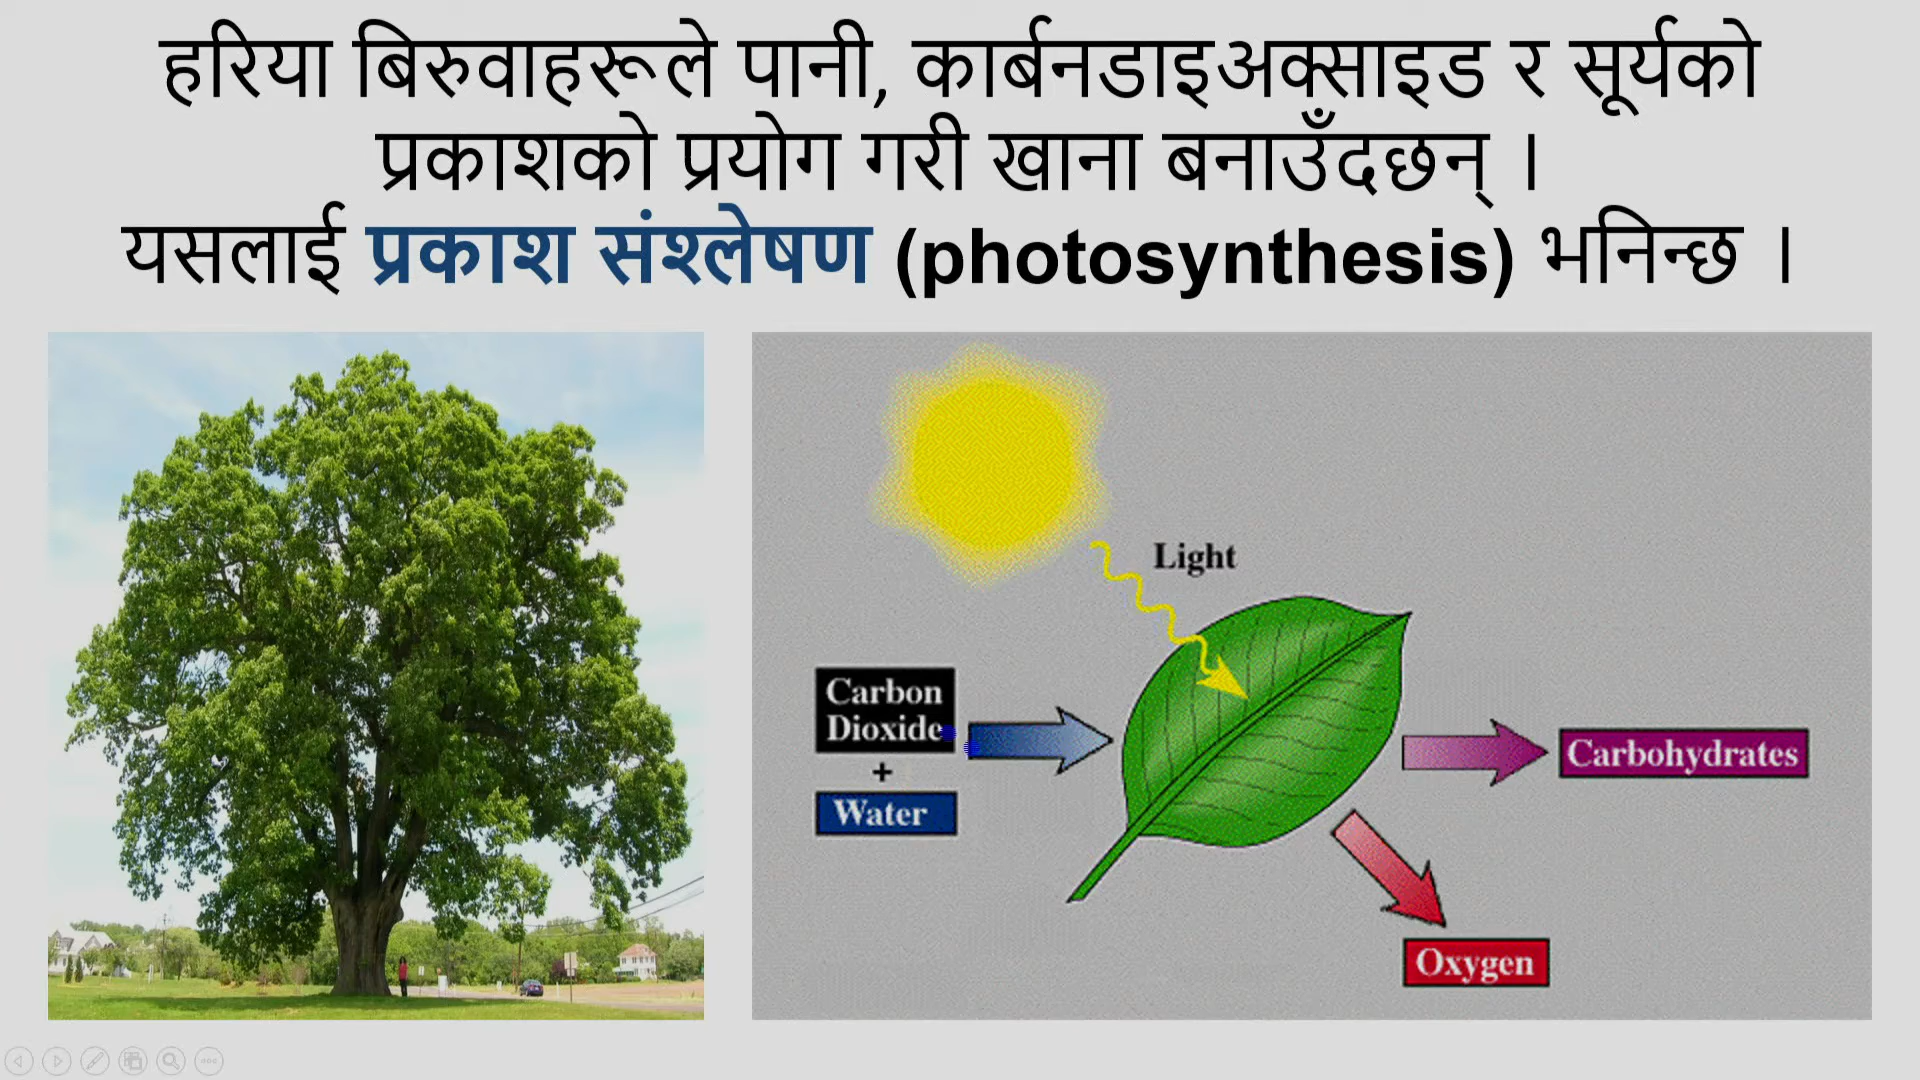 हरिया बिरुवाहरूले पानी, कार्बनडाइअक्साइड र सूर्यको
प्रकाशको प्रयोग गरी खाना बनाउँदछन् ।
यसलाई प्रकाश संश्लेषण (photosynthesis) भनिन्छ ।
Light
Carbon
Dioxide
+
Water
Carbohydrates
Oxygen